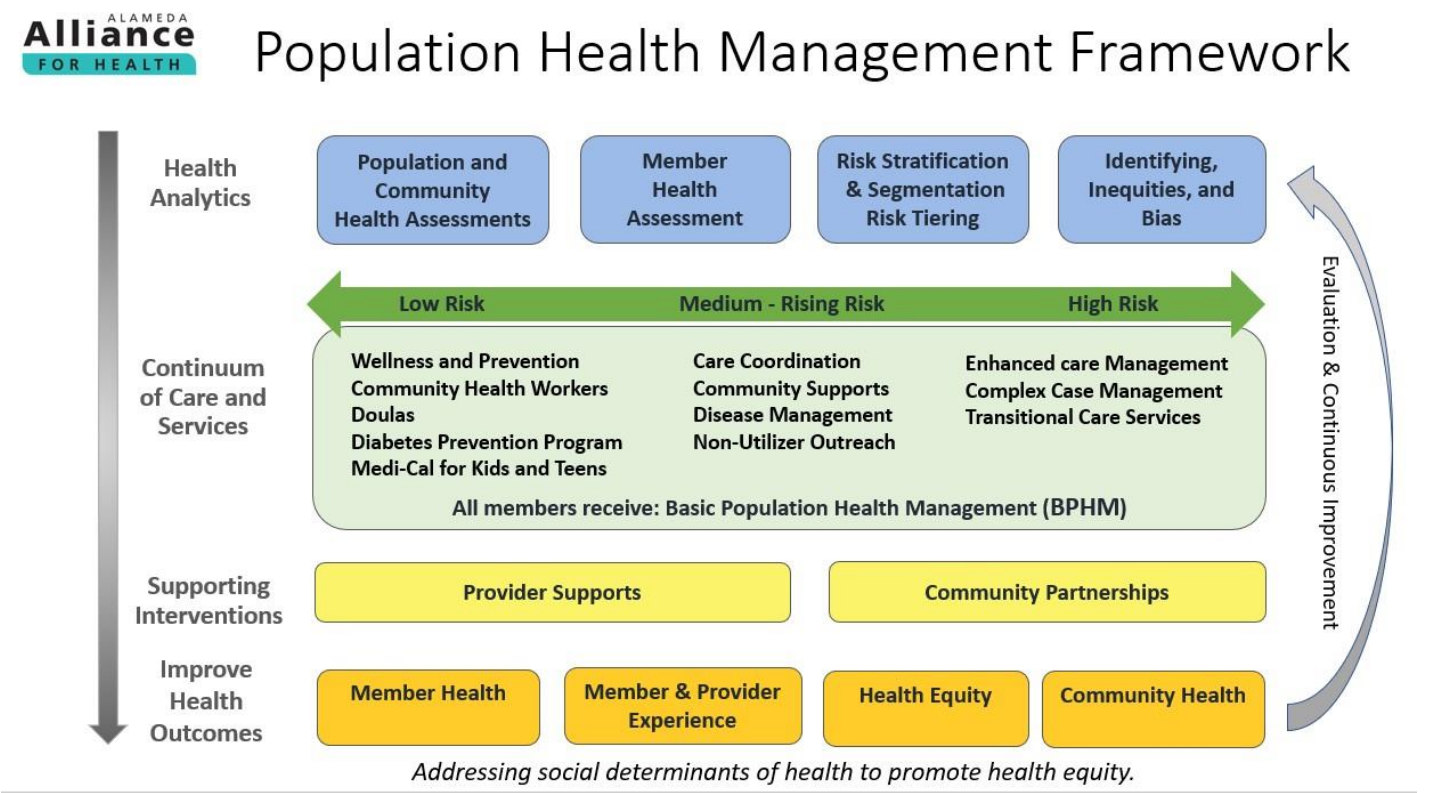 ALAMEDA
Alliance
FOR HEALTH
Population Health Management Framework
Health
Analytics
Population and
Community
Health Assessments
Member
Health
Assessment
Risk Stratification
& Segmentation
Risk Tiering
Identifying,
Inequities, and
Bias
Low Risk
Medium - Rising Risk
High Risk
Continuum
of Care and
Services
Wellness and Prevention
Community Health Workers
Doulas
Diabetes Prevention Program
Medi-Cal for Kids and Teens
Care Coordination
Community Supports
Disease Management
Non-Utilizer Outreach
Enhanced care Management
Complex Case Management
Transitional Care Services
All members receive: Basic Population Health Management (BPHM)
Supporting
Interventions
Provider Supports
Community Partnerships
Improve
Health
Outcomes
Member Health
Member & Provider
Experience
Health Equity
Community Health
Evaluation & Continuous Improvement
Addressing social determinants of health to promote health equity.